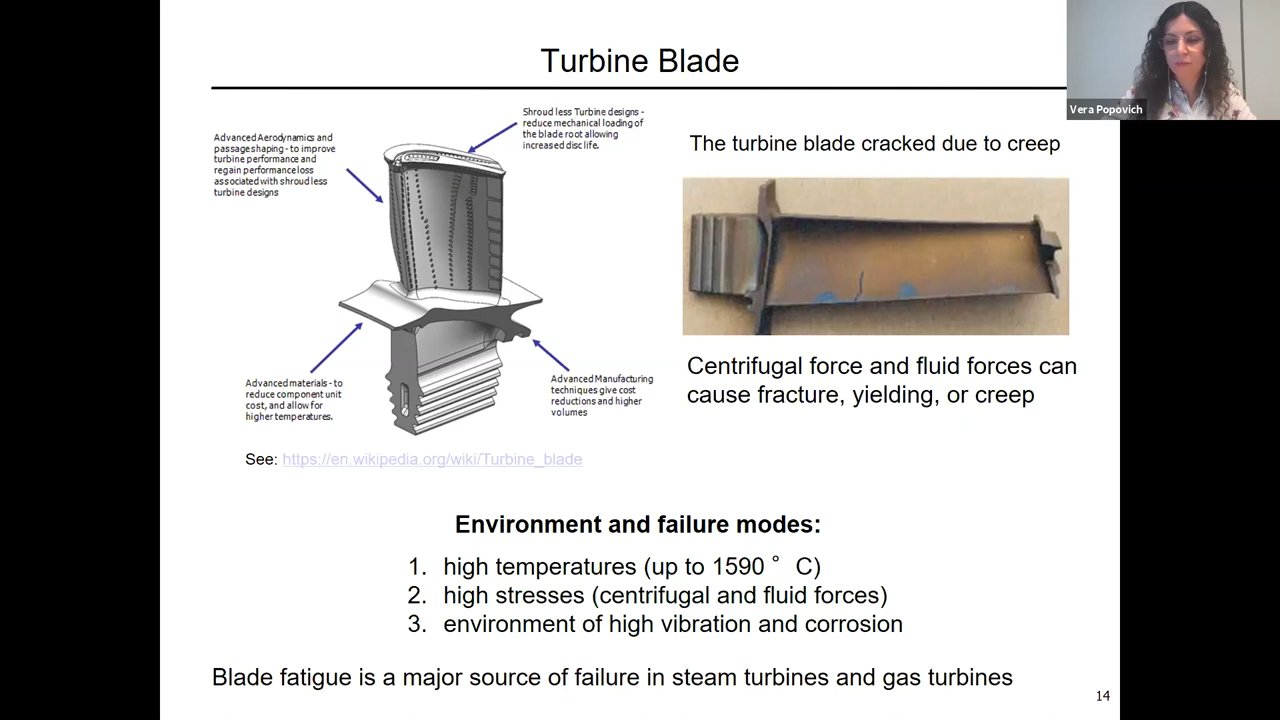 Turbine Blade
Vera Popovich
Shroud less Turbine designs -
reduce mechanical loading of
the blade root allowing
increased disc life.
Advanced Aerodynamics and
passage shaping - to improve
turbine performance and
regain performance loss
associated with shroud less
turbine designs
The turbine blade cracked due to creep
Advanced materials - to
reduce component unit
cost, and allow for
higher temperatures.
Advanced Manufacturing
techniques give cost
reductions and higher
volumes
Centrifugal force and fluid forces can
cause fracture, yielding, or creep
See: https://en.wikipedia.org/wiki/Turbine_blade
Environment and failure modes:
1. high temperatures (up to 1590 ° C)
2. high stresses (centrifugal and fluid forces)
3. environment of high vibration and corrosion
Blade fatigue is a major source of failure in steam turbines and gas turbines
14